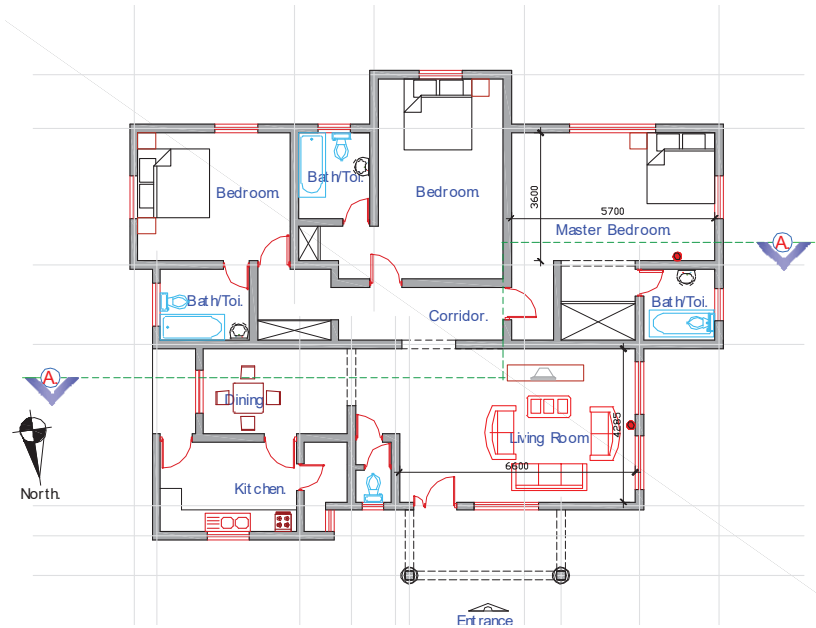 Bedroom.
Bath/Toi.
Bedroom.
3600
5700
Master Bedroom.
A.
Bath/Toi.
Corridor.
Bath/Toi.
A.
Dining
Living Room
4285
6600
Kitchen.
North.
Entrance